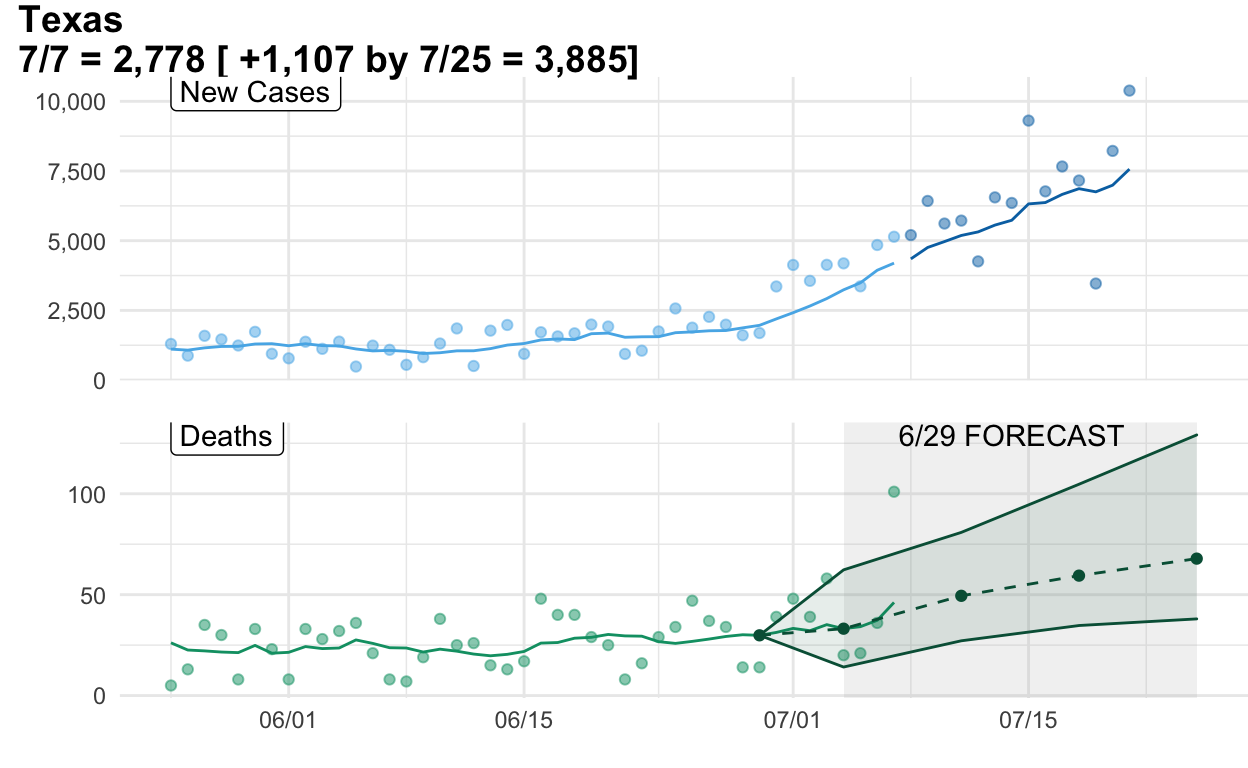 Texas
7/7 = 2,778 [ +1,107 by 7/25 = 3,885]
New Cases
10,000
7,500
5,000
2,500
0
Deaths
6/29 FORECAST
100
50
0
06/01 06/15 07/01 07/15